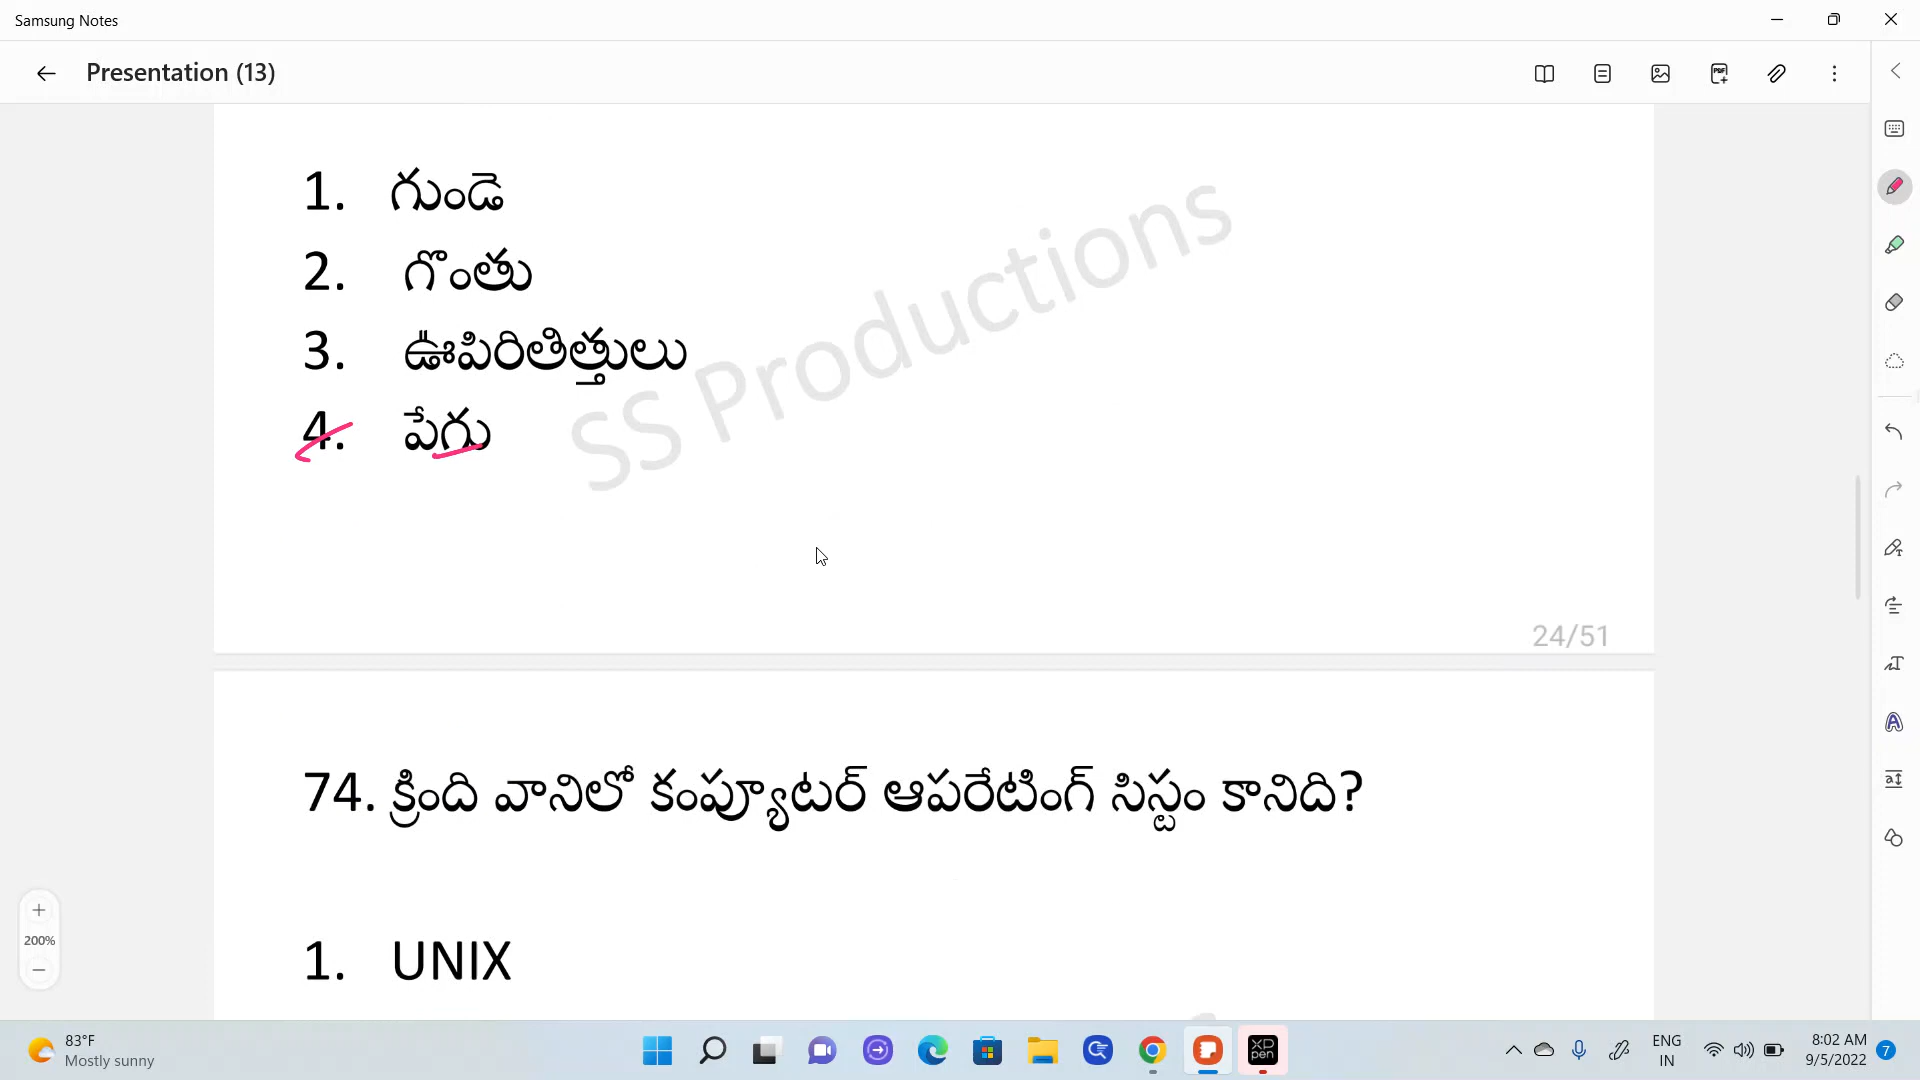 Samsung Notes
Presentation (13)
1. గుండె
2. గొంతు
3. ఊపిరితిత్తులు
4. పేగు
SS Productions
24/51
74. క్రింది వానిలో కంప్యూటర్ ఆపరేటింగ్ సిస్టం కానిది?
1. UNIX
200%
83°F
Mostly sunny
ENG
IN
8:02 AM
9/5/2022
7